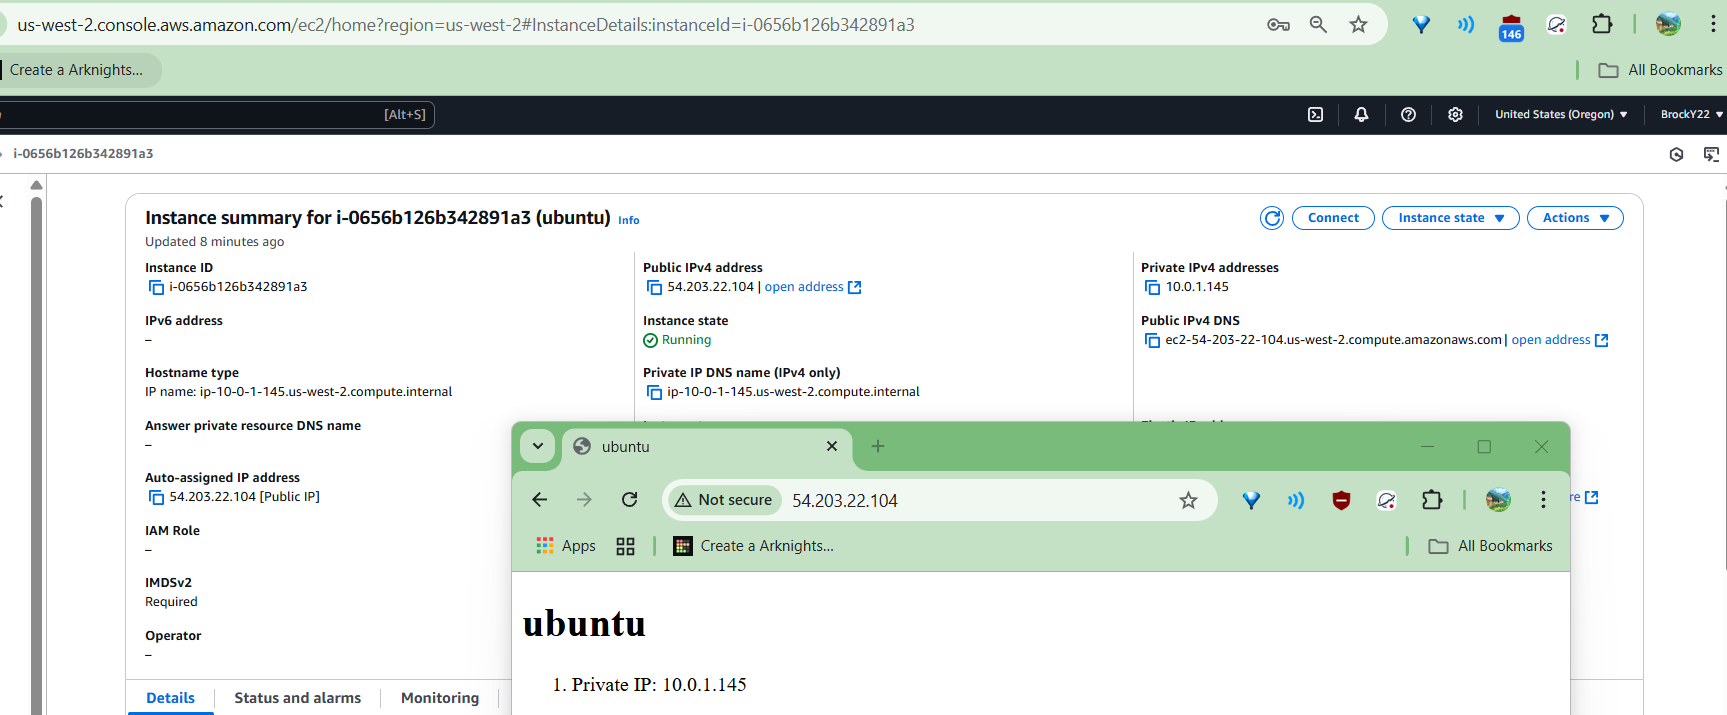 us-west-2.console.aws.amazon.com/ec2/home?region=us-west-2#InstanceDetails:instanceId=i-0656b126b342891a3
146
Create a Arknights...
All Bookmarks
[Alt+S]
United States (Oregon)
BrockY22
i-0656b126b342891a3
Instance summary for i-0656b126b342891a3 (ubuntu) Info
Connect
Instance state
Actions
Updated 8 minutes ago
Instance ID
i-0656b126b342891a3
Public IPv4 address
54.203.22.104 | open address
Private IPv4 addresses
10.0.1.145
IPv6 address
–
Instance state
Running
Public IPv4 DNS
ec2-54-203-22-104.us-west-2.compute.amazonaws.com | open address
Hostname type
IP name: ip-10-0-1-145.us-west-2.compute.internal
Private IP DNS name (IPv4 only)
ip-10-0-1-145.us-west-2.compute.internal
Answer private resource DNS name
–
Auto-assigned IP address
54.203.22.104 [Public IP]
IAM Role
–
IMDSv2
Required
Operator
–
Details
Status and alarms
Monitoring
ubuntu
Not secure
54.203.22.104
Apps
Create a Arknights...
All Bookmarks
ubuntu
1. Private IP: 10.0.1.145